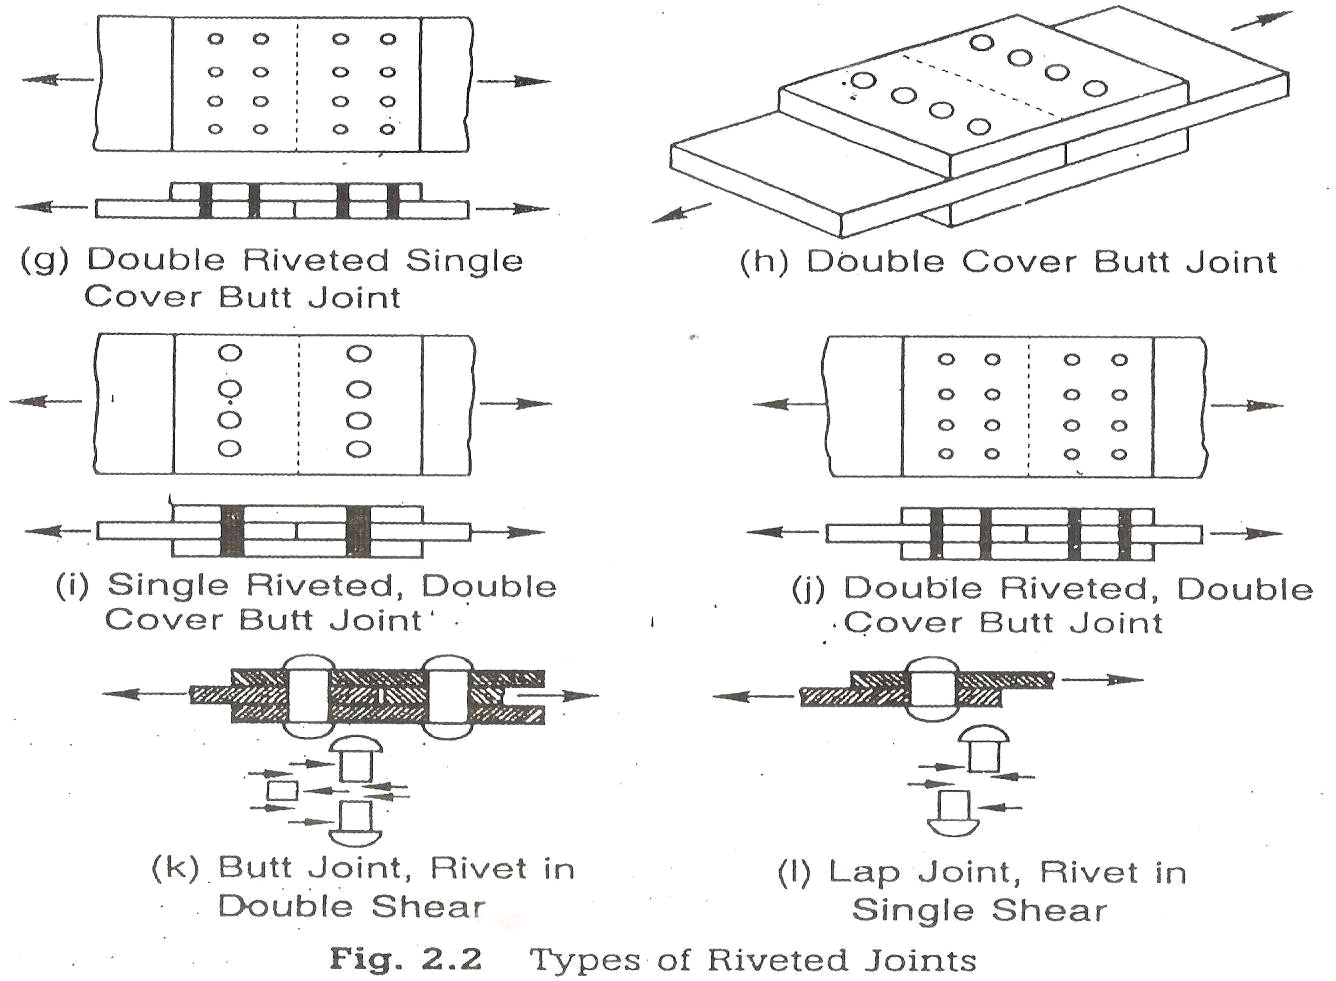 (g) Double Riveted Single
Cover Butt Joint
(h) Double Cover Butt Joint
(i) Single Riveted, Double
Cover Butt Joint
(j) Double Riveted, Double
Cover Butt Joint
(k) Butt Joint, Rivet in
Double Shear
(l) Lap Joint, Rivet in
Single Shear
Fig. 2.2 Types of Riveted Joints